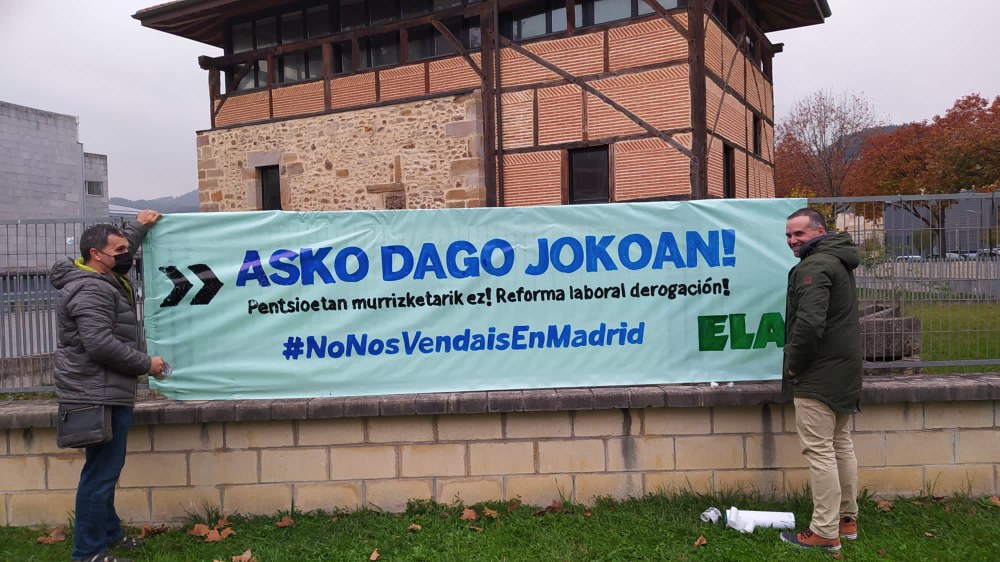 ASKO DAGO JOKOAN!
Pentsioetan murrizketarik ez! Reforma laboral derogación!
#NoNosVendaisEnMadrid
ELA